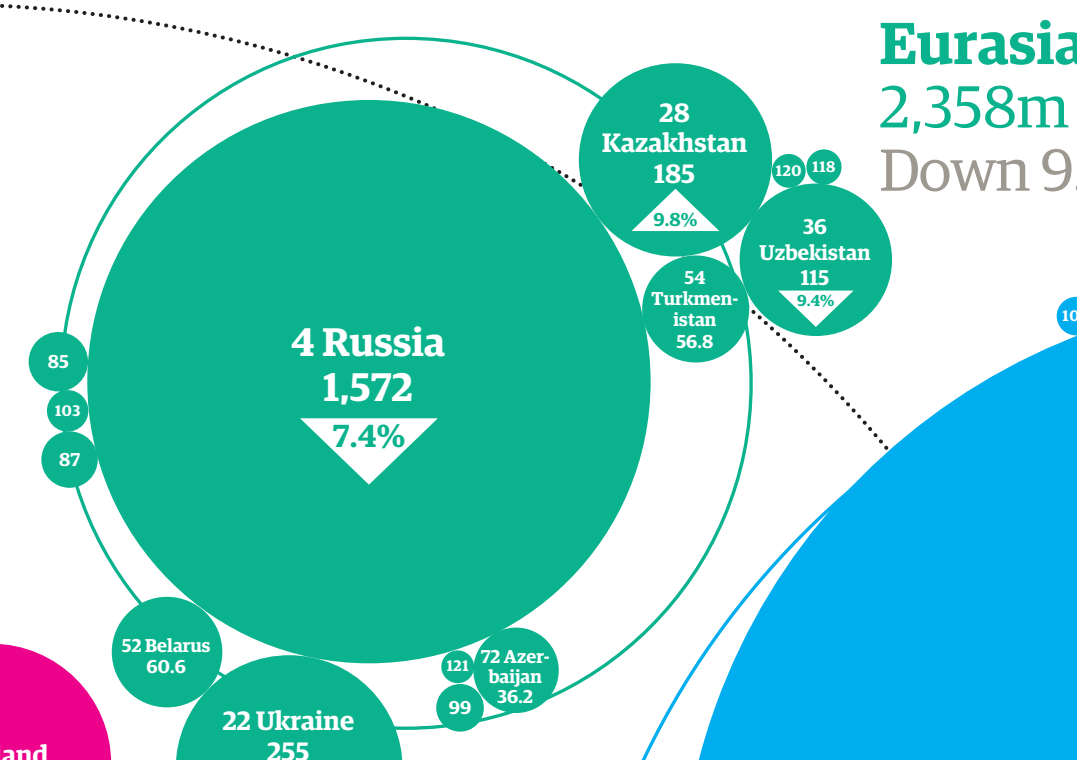 Eurasia
2,358m
Down 9.
28
Kazakhstan
185
9.8%
120
118
36
Uzbekistan
115
9.4%
54
Turkmen-
istan
56.8
4 Russia
1,572
7.4%
85
103
87
52 Belarus
60.6
22 Ukraine
255
121
72 Azer-
baijan
36.2
99